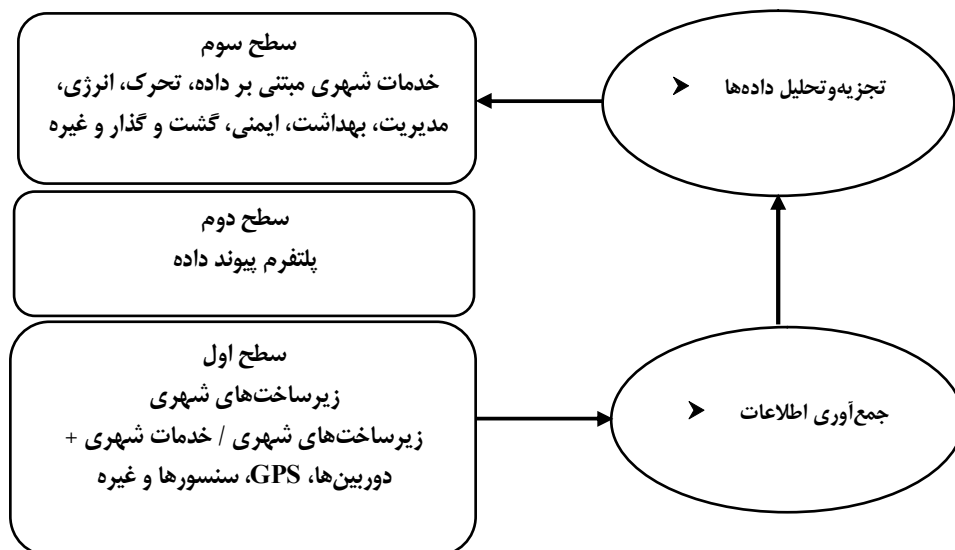 سطح سوم
خدمات شهری مبتنی بر داده، تحرک، انرژی،
مدیریت، بهداشت، ایمنی، گشت و گذار و غیره
➤ تجزیه‌وتحلیل داده‌ها
سطح دوم
پلتفرم پیوند داده
سطح اول
زیرساخت‌های شهری
زیرساخت‌های شهری / خدمات شهری +
دوربین‌ها، GPS، سنسورها و غیره
➤ جمع‌آوری اطلاعات